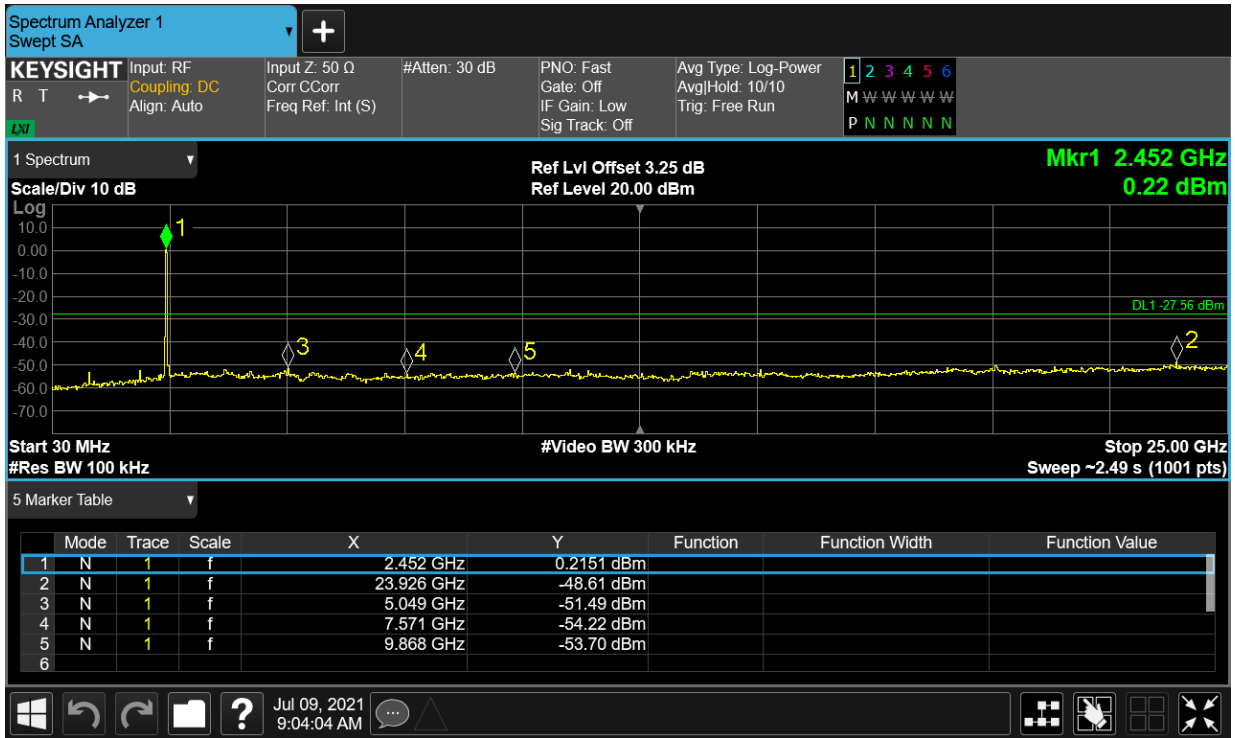 Spectrum Analyzer 1
Swept SA
KEYSIGHT
R T
LXI
Input: RF
Coupling: DC
Align: Auto
Input Z: 50 Ω
Corr CCorr
Freq Ref: Int (S)
#Atten: 30 dB
PNO: Fast
Gate: Off
IF Gain: Low
Sig Track: Off
Avg Type: Log-Power
Avg|Hold: 10/10
Trig: Free Run
1 2 3 4 5 6
M W W W W W
P N N N N N
1 Spectrum
Scale/Div 10 dB
Ref Lvl Offset 3.25 dB
Ref Level 20.00 dBm
Mkr1 2.452 GHz
0.22 dBm
Log
10.0
0.00
-10.0
-20.0
-30.0
-40.0
-50.0
-60.0
-70.0
1
3
4
5
2
DL1 -27.56 dBm
Start 30 MHz
#Video BW 300 kHz
Stop 25.00 GHz
#Res BW 100 kHz
Sweep ~2.49 s (1001 pts)
5 Marker Table
Mode Trace Scale X Y Function Function Width Function Value
1 N 1 f 2.452 GHz 0.2151 dBm
2 N 1 f 23.926 GHz -48.61 dBm
3 N 1 f 5.049 GHz -51.49 dBm
4 N 1 f 7.571 GHz -54.22 dBm
5 N 1 f 9.868 GHz -53.70 dBm
6
?
Jul 09, 2021
9:04:04 AM